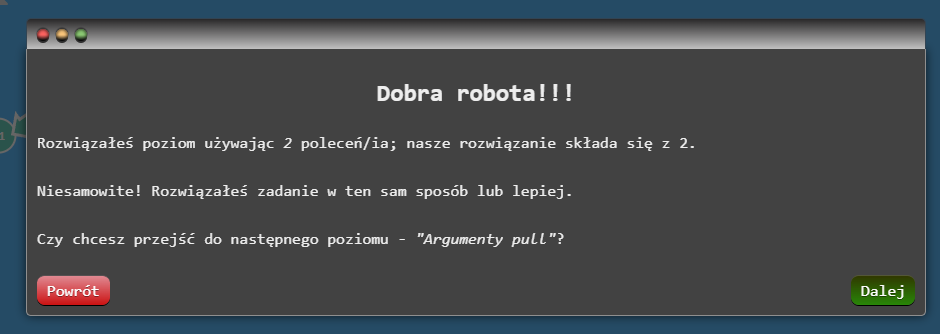 Dobra robota!!!
Rozwiązałeś poziom używając 2 poleceń/ia; nasze rozwiązanie składa się z 2.
Niesamowite! Rozwiązałeś zadanie w ten sam sposób lub lepiej.
Czy chcesz przejść do następnego poziomu - "Argumenty pull"?
Powrót
Dalej